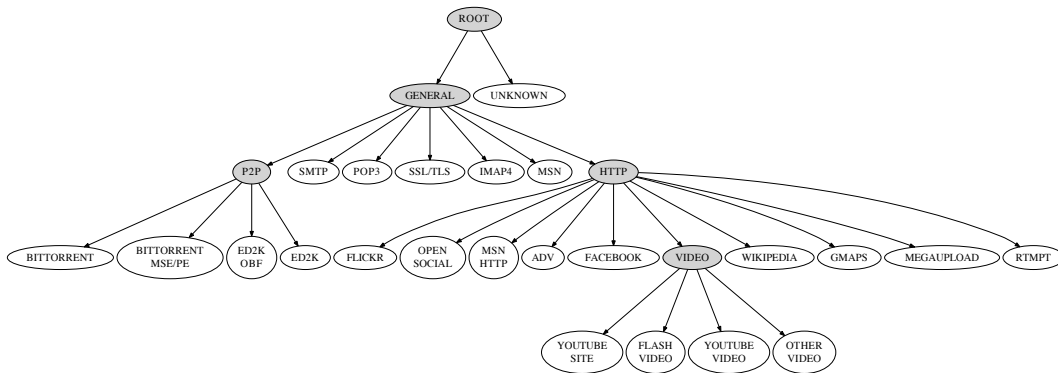 ROOT
GENERAL
UNKNOWN
P2P
SMTP
POP3
SSL/TLS
IMAP4
MSN
HTTP
BITTORRENT
BITTORRENT
MSE/PE
ED2K
OBF
ED2K
FLICKR
OPEN
SOCIAL
MSN
HTTP
ADV
FACEBOOK
VIDEO
WIKIPEDIA
GMAPS
MEGAUPLOAD
RTMPT
YOUTUBE
SITE
FLASH
VIDEO
YOUTUBE
VIDEO
OTHER
VIDEO